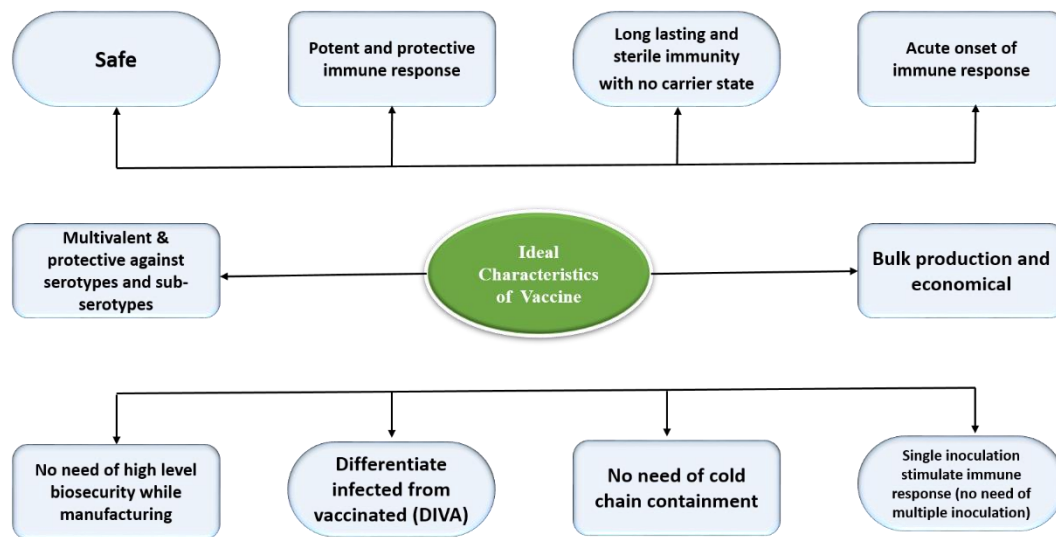 Safe
Potent and protective
immune response
Long lasting and
sterile immunity
with no carrier state
Acute onset of
immune response
Multivalent &
protective against
serotypes and sub-
serotypes
Ideal
Characteristics
of Vaccine
Bulk production and
economical
No need of high level
biosecurity while
manufacturing
Differentiate
infected from
vaccinated (DIVA)
No need of cold
chain containment
Single inoculation
stimulate immune
response (no need of
multiple inoculation)